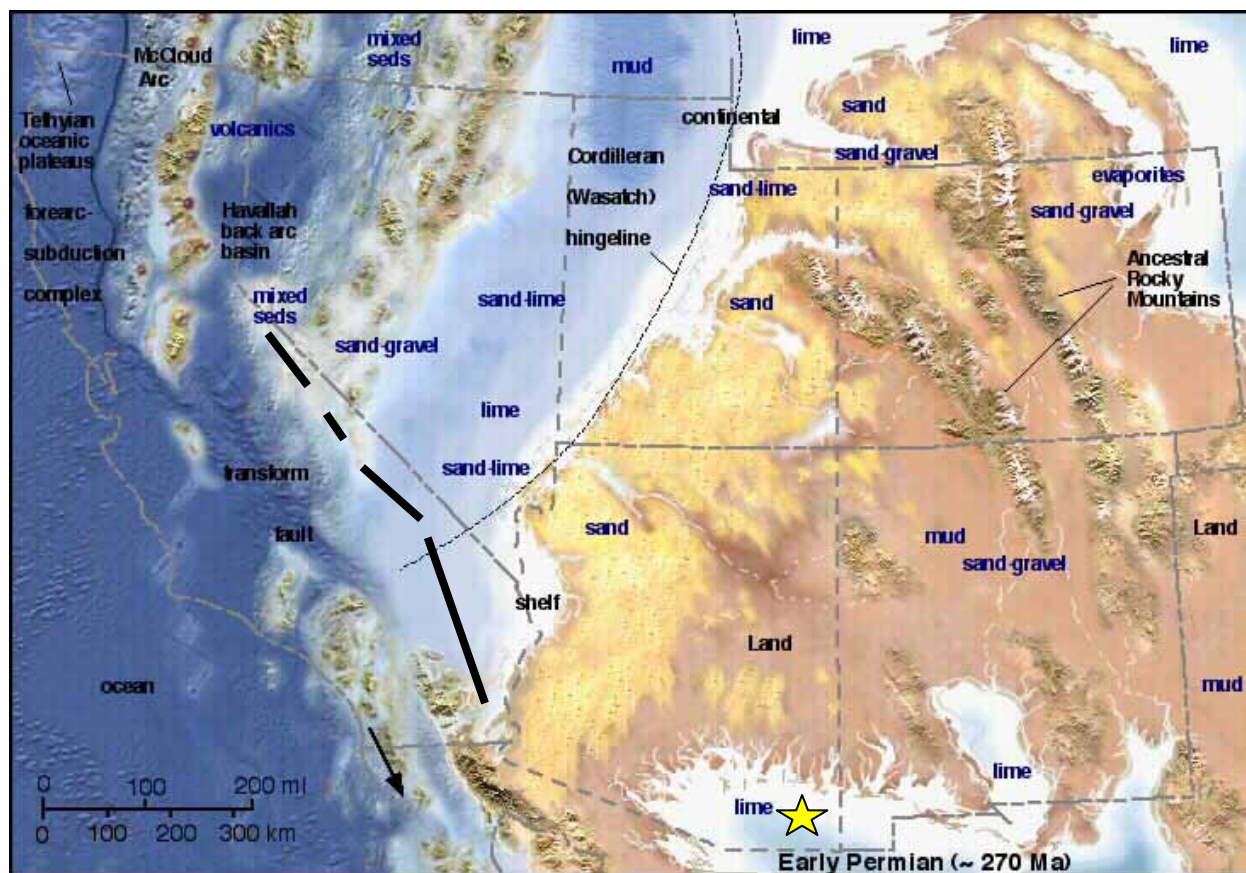 McCloud
Arc
mixed
seds
mud
lime
lime
Tethyian
oceanic
plateaus
volcanics
continental
sand
sand-gravel
Cordilleran
(Wasatch)
hingeline
sand-lime
evaporites
sand-gravel
forearc-
subduction
complex
Havallah
back arc
basin
Ancestral
Rocky
Mountains
mixed
seds
sand-lime
sand
sand-gravel
lime
sand-lime
transform
fault
sand
mud
sand-gravel
Land
shelf
Land
ocean
mud
lime
lime
0 100 200 mi
0 100 200 300 km
Early Permian (~ 270 Ma)